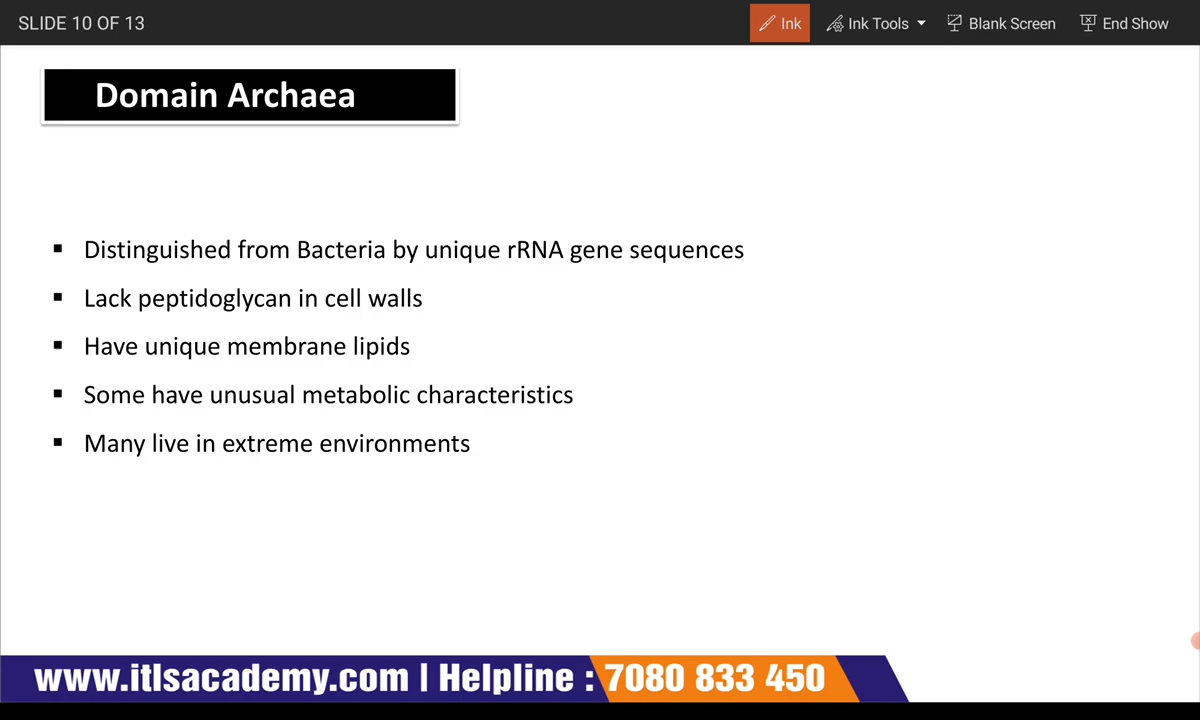 SLIDE 10 OF 13
Ink
Ink Tools
Blank Screen
End Show
Domain Archaea
▪ Distinguished from Bacteria by unique rRNA gene sequences
▪ Lack peptidoglycan in cell walls
▪ Have unique membrane lipids
▪ Some have unusual metabolic characteristics
▪ Many live in extreme environments
www.itlsacademy.com | Helpline : 7080 833 450